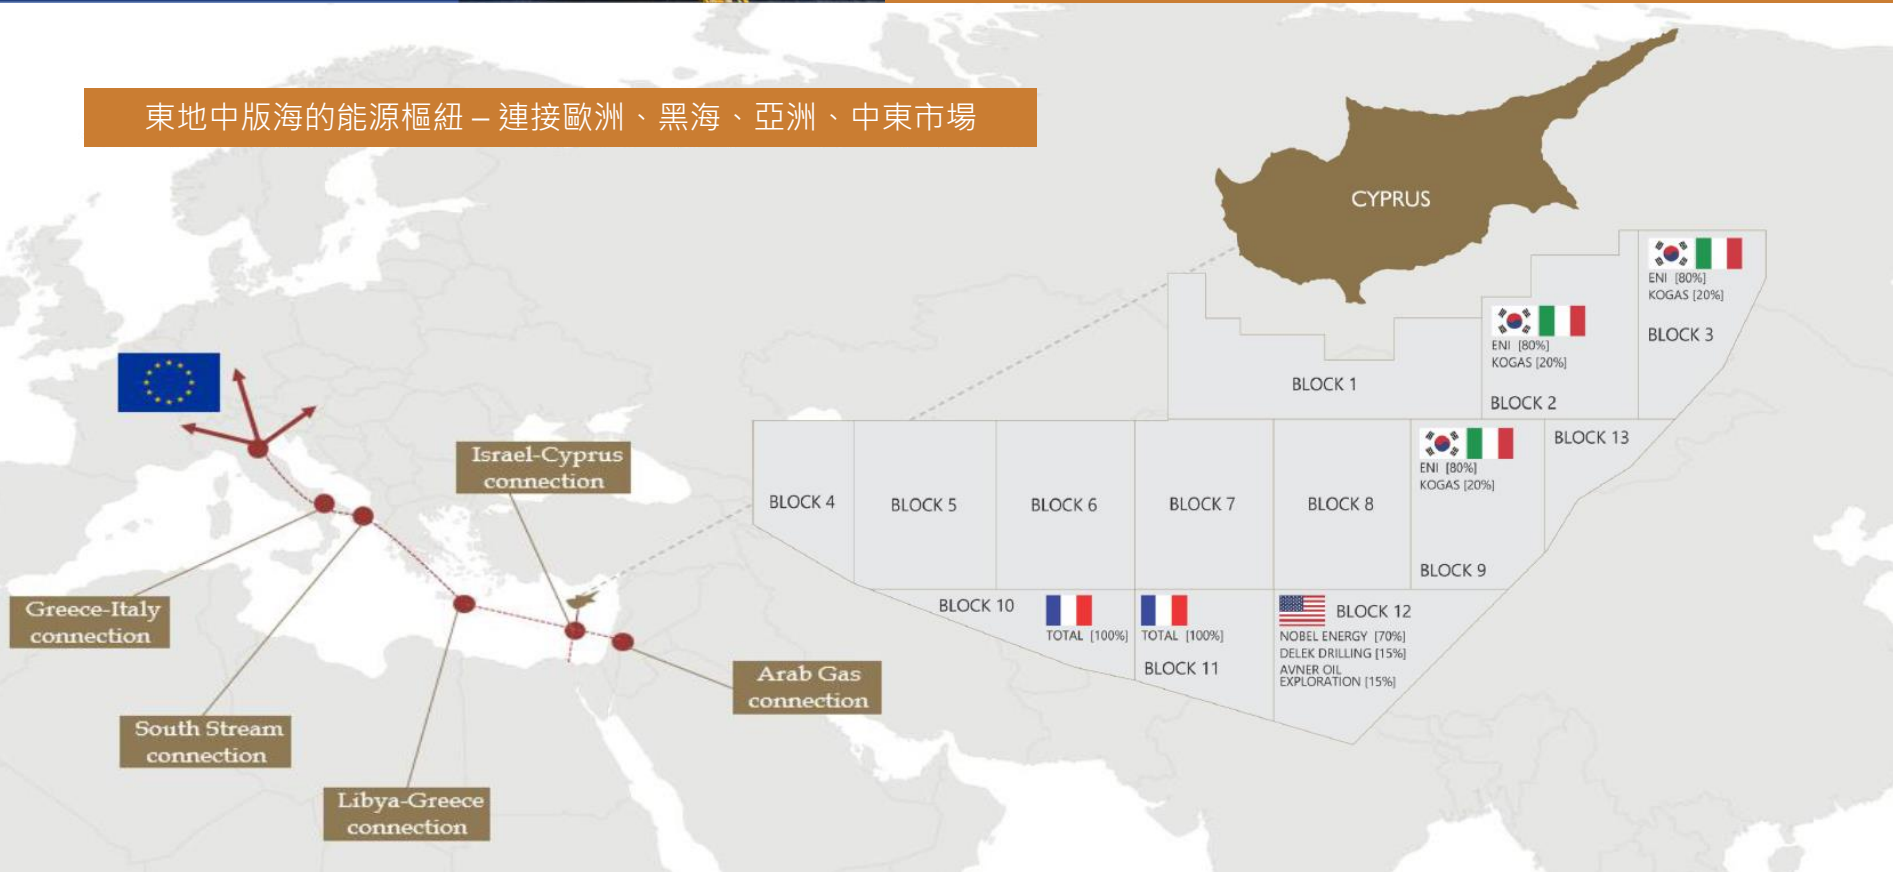 東地中版海的能源樞紐 – 連接歐洲、黑海、亞洲、中東市場
CYPRUS
ENI [80%]
KOGAS [20%]
BLOCK 3
ENI [80%]
KOGAS [20%]
BLOCK 2
BLOCK 1
BLOCK 4
BLOCK 5
BLOCK 6
BLOCK 7
BLOCK 8
ENI [80%]
KOGAS [20%]
BLOCK 9
BLOCK 13
BLOCK 10
TOTAL [100%]
TOTAL [100%]
BLOCK 11
BLOCK 12
NOBEL ENERGY [70%]
DELEK DRILLING [15%]
AVNER OIL
EXPLORATION [15%]
Israel-Cyprus
connection
Greece-Italy
connection
South Stream
connection
Libya-Greece
connection
Arab Gas
connection